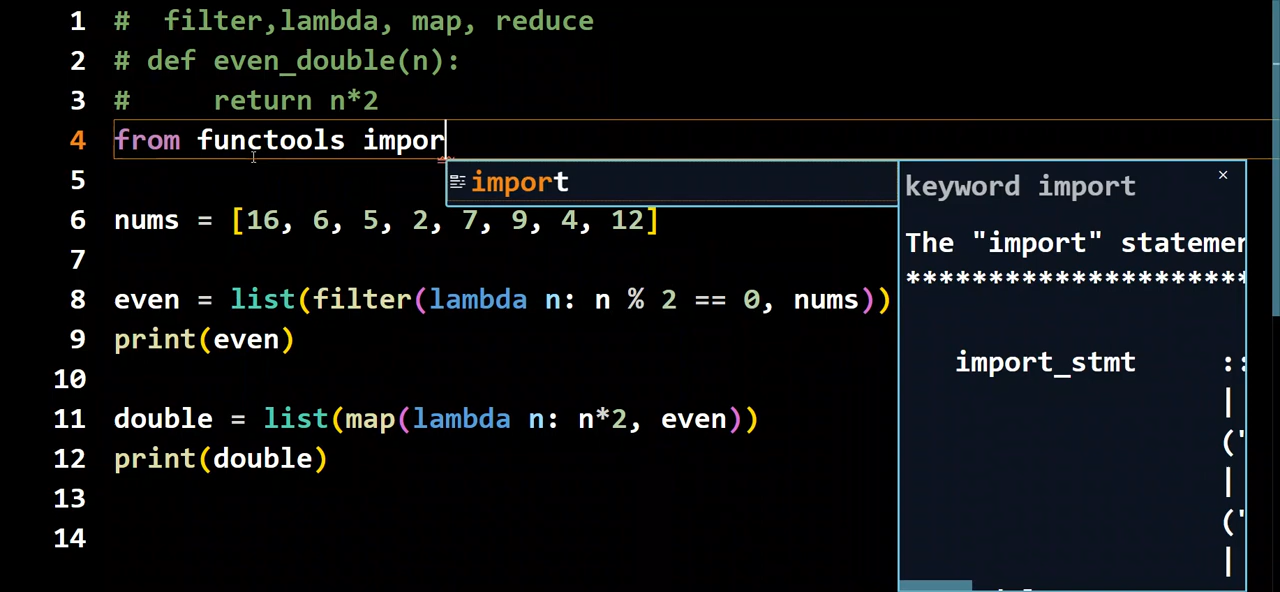 1 #  filter,lambda, map, reduce
2 # def even_double(n):
3 #     return n*2
4 from functools impor
import
keyword import
5
6 nums = [16, 6, 5, 2, 7, 9, 4, 12]
The "import" statemen
*********************
7
8 even = list(filter(lambda n: n % 2 == 0, nums))
9 print(even)
import_stmt     ::
10
|
11 double = list(map(lambda n: n*2, even))
("
12 print(double)
|
13
("
14
|